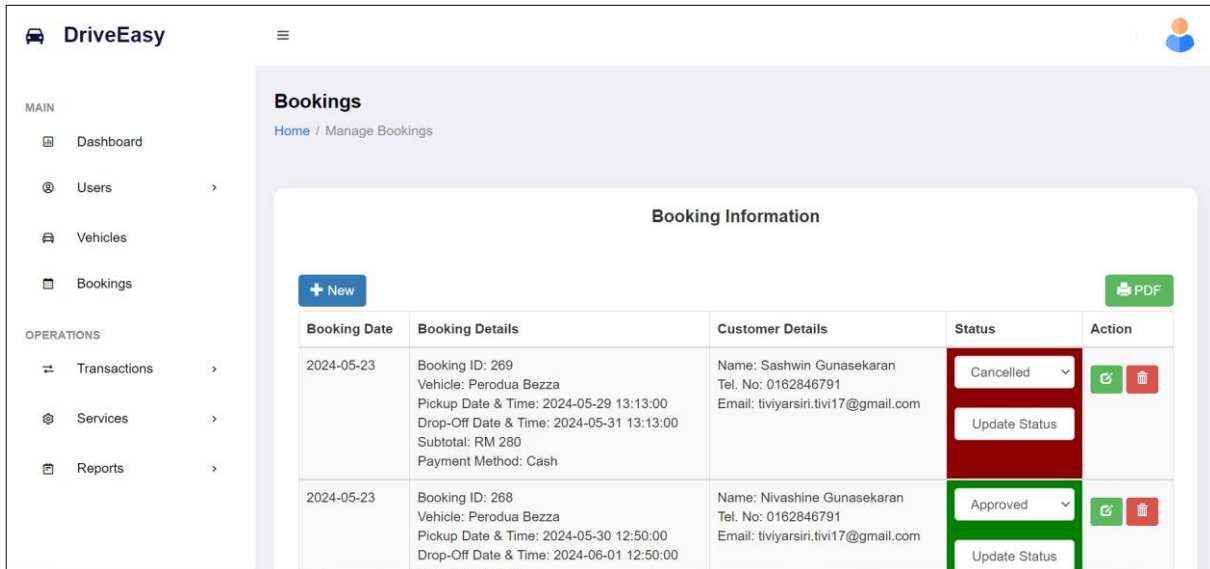 DriveEasy
MAIN
Dashboard
Users
Vehicles
Bookings
OPERATIONS
Transactions
Services
Reports
Bookings
Home / Manage Bookings
Booking Information
New
PDF
Booking Date
Booking Details
Customer Details
Status
Action
2024-05-23
Booking ID: 269
Vehicle: Perodua Bezza
Pickup Date & Time: 2024-05-29 13:13:00
Drop-Off Date & Time: 2024-05-31 13:13:00
Subtotal: RM 280
Payment Method: Cash
Name: Sashwin Gunasekaran
Tel. No: 0162846791
Email: tiviyarsiri.tivi17@gmail.com
Cancelled
Update Status
2024-05-23
Booking ID: 268
Vehicle: Perodua Bezza
Pickup Date & Time: 2024-05-30 12:50:00
Drop-Off Date & Time: 2024-06-01 12:50:00
Name: Nivashine Gunasekaran
Tel. No: 0162846791
Email: tiviyarsiri.tivi17@gmail.com
Approved
Update Status